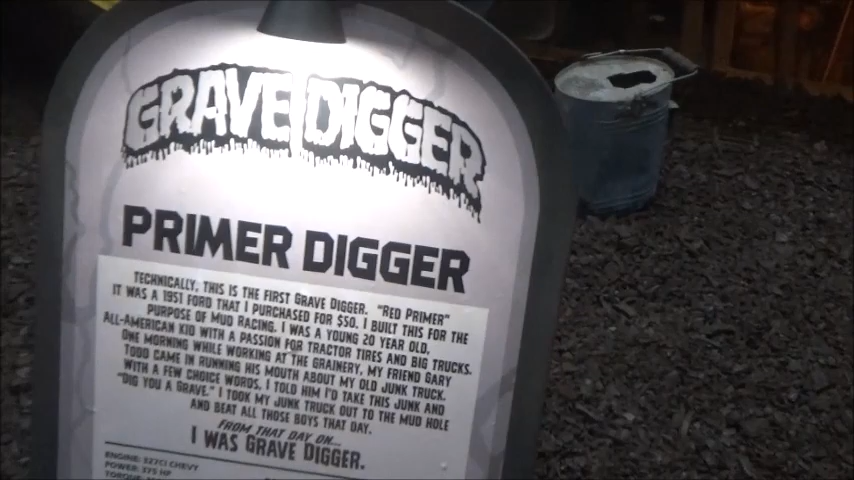 GRAVE DIGGER
PRIMER DIGGER
TECHNICALLY, THIS IS THE FIRST GRAVE DIGGER. "RED PRIMER"
IT WAS A 1951 FORD THAT I PURCHASED FOR $50. I BUILT THIS FOR THE
PURPOSE OF MUD RACING. I WAS A YOUNG 20 YEAR OLD,
ALL-AMERICAN KID WITH A PASSION FOR TRACTOR TIRES AND BIG TRUCKS.
ONE MORNING WHILE WORKING AT THE GRAINERY, MY FRIEND GARY
TODD CAME IN RUNNING HIS MOUTH ABOUT MY OLD JUNK TRUCK.
WITH A FEW CHOICE WORDS, I TOLD HIM I'D TAKE THIS JUNK AND
"DIG YOU A GRAVE." I TOOK MY JUNK TRUCK OUT TO THE MUD HOLE
AND BEAT ALL THOSE BOYS THAT DAY.
FROM THAT DAY ON...
I WAS GRAVE DIGGER.
ENGINE: 327CI CHEVY
POWER: 375 HP
TORQUE: